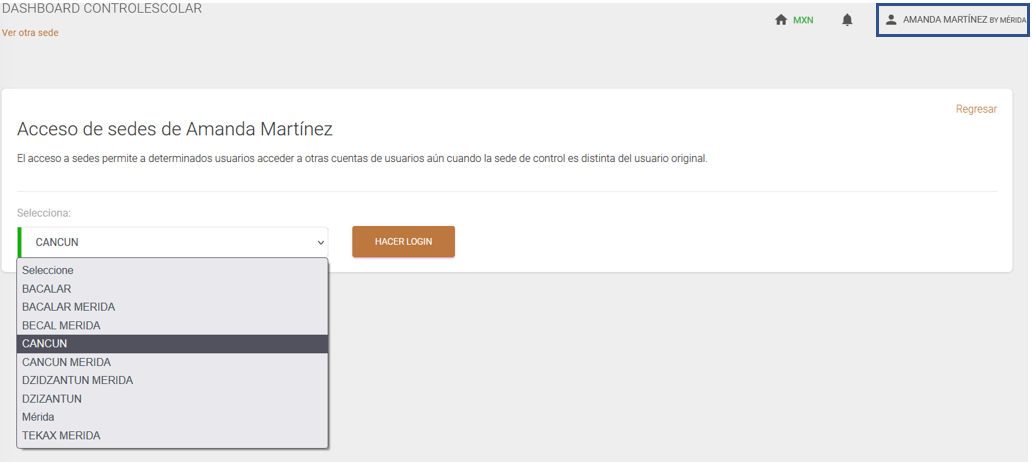 DASHBOARD CONTROLESCOLAR
Ver otra sede
MXN
AMANDA MARTÍNEZ BY MÉRIDA
Regresar
Acceso de sedes de Amanda Martínez
El acceso a sedes permite a determinados usuarios acceder a otras cuentas de usuarios aún cuando la sede de control es distinta del usuario original.
Selecciona:
CANCUN
HACER LOGIN
Seleccione
BACALAR
BACALAR MERIDA
BECAL MERIDA
CANCUN
CANCUN MERIDA
DZIDZANTUN MERIDA
DZIZANTUN
Mérida
TEKAX MERIDA